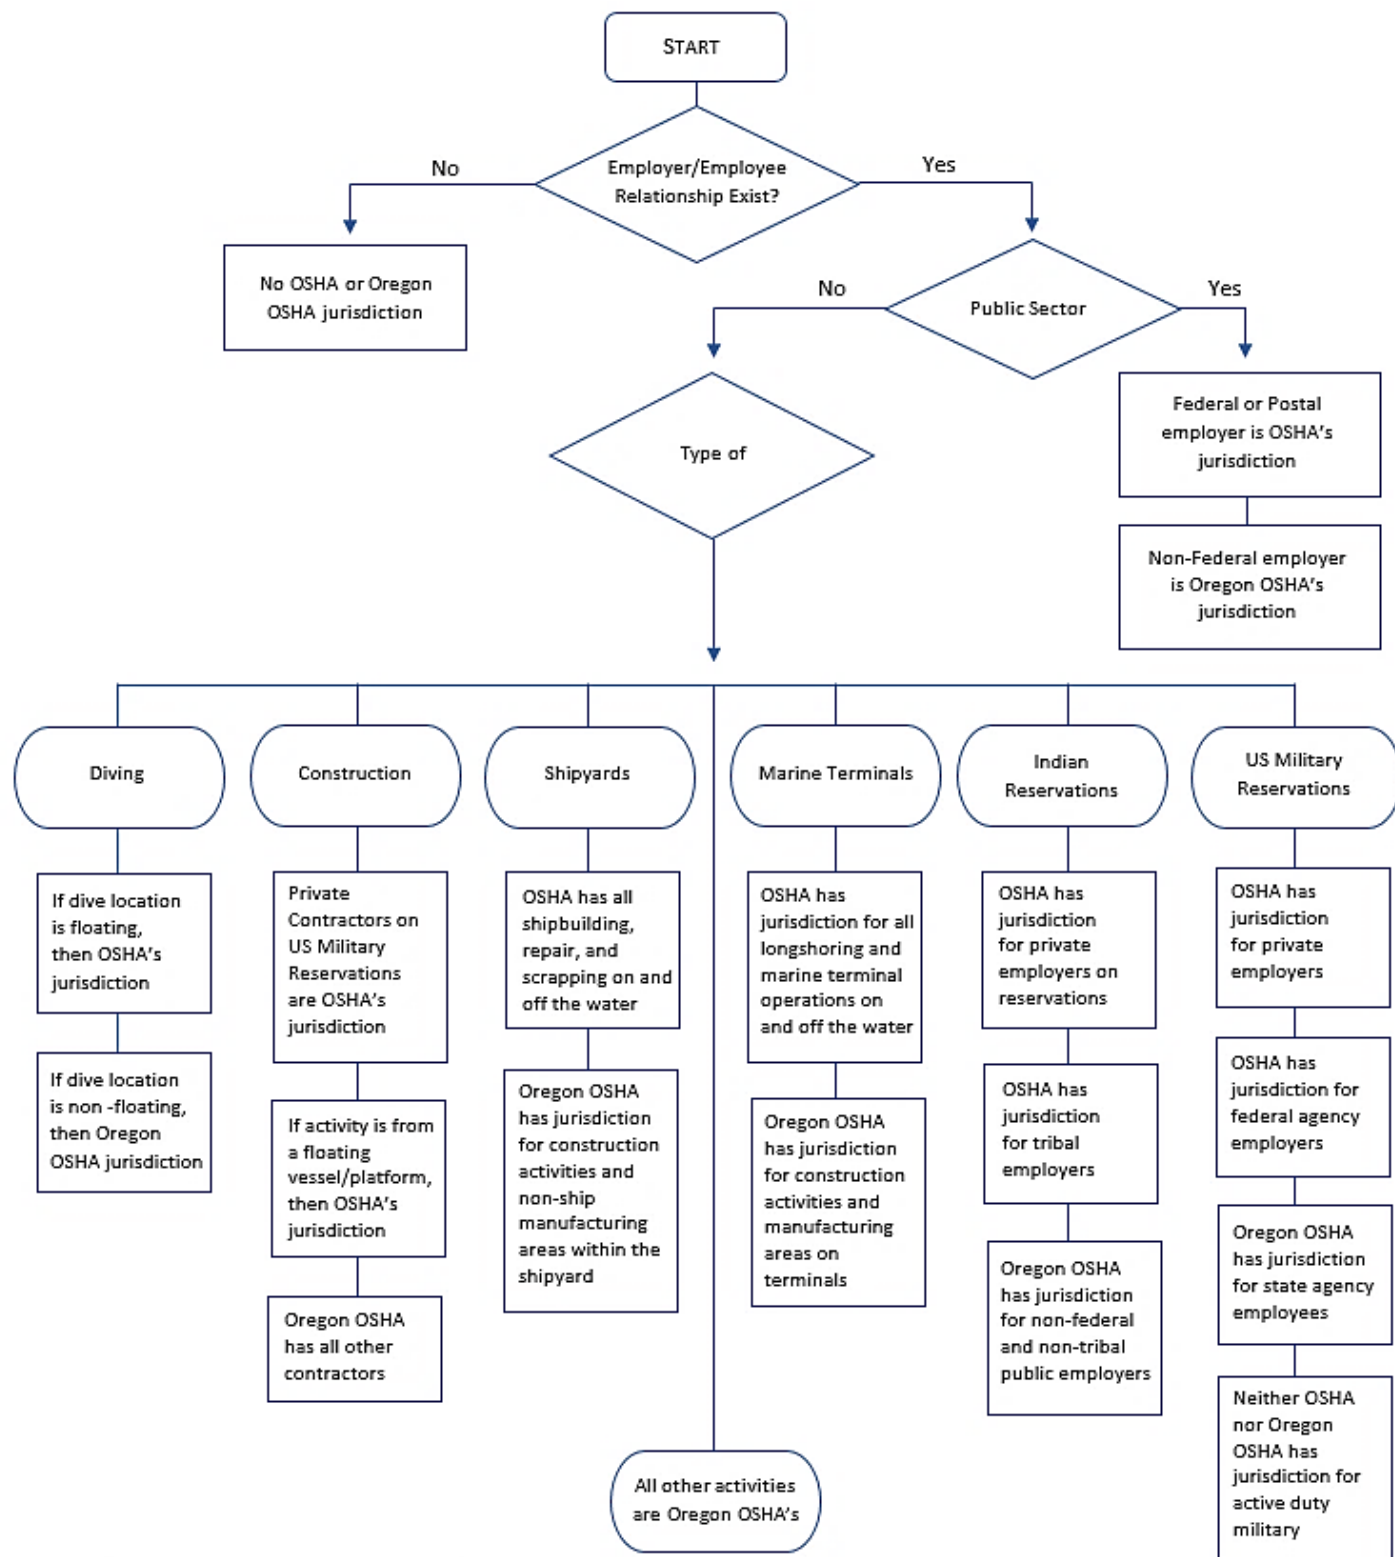 START
No
Employer/Employee
Relationship Exist?
Yes
No OSHA or Oregon
OSHA jurisdiction
No
Public Sector
Yes
Type of
Federal or Postal
employer is OSHA's
jurisdiction
Non-Federal employer
is Oregon OSHA's
jurisdiction
Diving
If dive location
is floating,
then OSHA's
jurisdiction
If dive location
is non -floating,
then Oregon
OSHA jurisdiction
Construction
Private
Contractors on
US Military
Reservations
are OSHA's
jurisdiction
If activity is from
a floating
vessel/platform,
then OSHA's
jurisdiction
Oregon OSHA
has all other
contractors
Shipyards
OSHA has all
shipbuilding,
repair, and
scrapping on and
off the water
Oregon OSHA
has jurisdiction
for construction
activities and
non-ship
manufacturing
areas within the
shipyard
All other activities
are Oregon OSHA's
Marine Terminals
OSHA has
jurisdiction for all
longshoring and
marine terminal
operations on
and off the water
Oregon OSHA
has jurisdiction
for construction
activities and
manufacturing
areas on
terminals
Indian
Reservations
OSHA has
jurisdiction
for private
employers on
reservations
OSHA has
jurisdiction
for tribal
employers
Oregon OSHA
has jurisdiction
for non-federal
and non-tribal
public employers
US Military
Reservations
OSHA has
jurisdiction
for private
employers
OSHA has
jurisdiction for
federal agency
employers
Oregon OSHA
has jurisdiction
for state agency
employees
Neither OSHA
nor Oregon
OSHA has
jurisdiction for
active duty
military